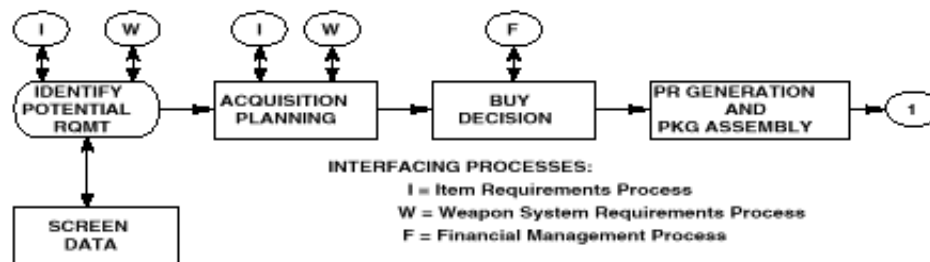 I
W
I
W
F
IDENTIFY
POTENTIAL
RQMT
ACQUISITION
PLANNING
BUY
DECISION
PR GENERATION
AND
PKG ASSEMBLY
1
SCREEN
DATA
INTERFACING PROCESSES:
I = Item Requirements Process
W = Weapon System Requirements Process
F = Financial Management Process